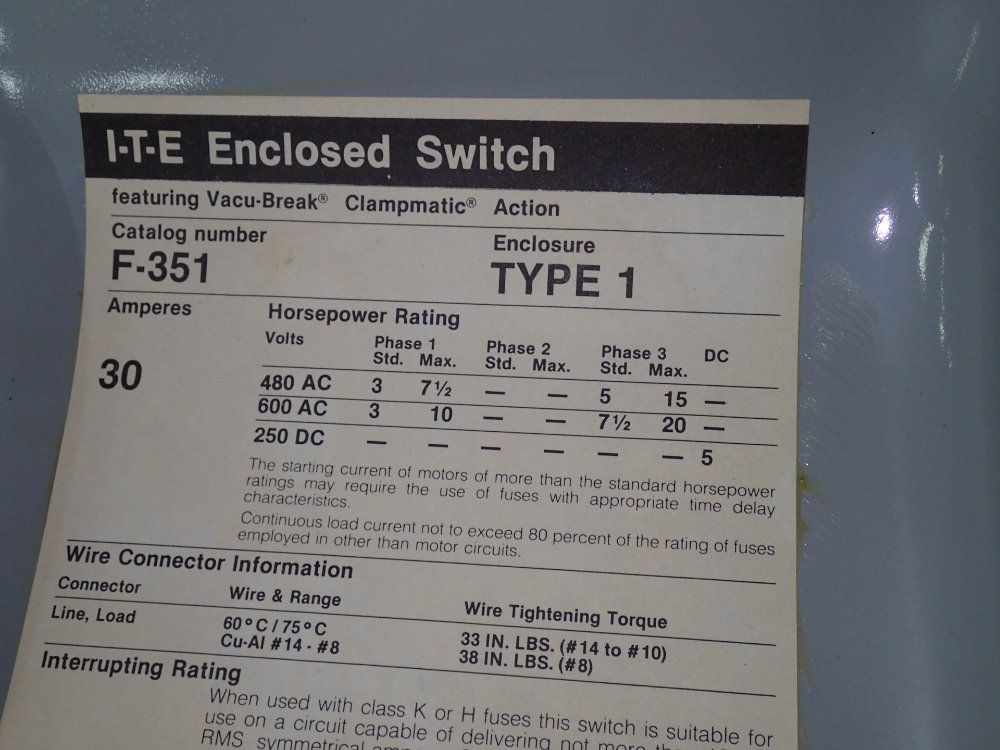 I-T-E Enclosed Switch
featuring Vacu-Break® Clampmatic® Action
Catalog number Enclosure
F-351 TYPE 1
Amperes Horsepower Rating
Volts Phase 1 Phase 2 Phase 3 DC
Std. Max. Std. Max. Std. Max.
30
480 AC 3 7½ — — 5 15 —
600 AC 3 10 — — 7½ 20 —
250 DC — — — — — — 5
The starting current of motors of more than the standard horsepower
ratings may require the use of fuses with appropriate time delay
characteristics.
Continuous load current not to exceed 80 percent of the rating of fuses
employed in other than motor circuits.
Wire Connector Information
Connector Wire & Range Wire Tightening Torque
Line, Load 60°C / 75°C 33 IN. LBS. (#14 to #10)
Cu-Al #14 - #8 38 IN. LBS. (#8)
Interrupting Rating
When used with class K or H fuses this switch is suitable for
use on a circuit capable of delivering not more
RMS symmetrical